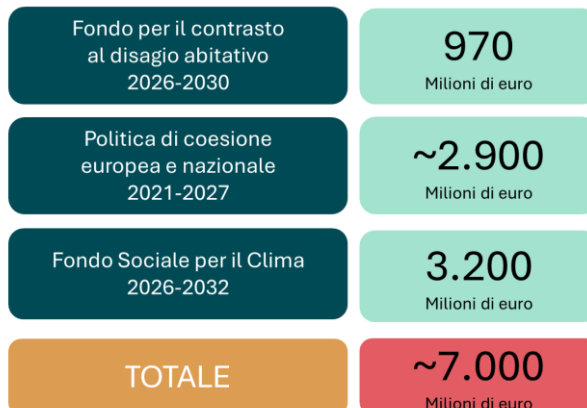 Fondo per il contrasto
al disagio abitativo
2026-2030
970
Milioni di euro
Politica di coesione
europea e nazionale
2021-2027
~2.900
Milioni di euro
Fondo Sociale per il Clima
2026-2032
3.200
Milioni di euro
TOTALE
~7.000
Milioni di euro